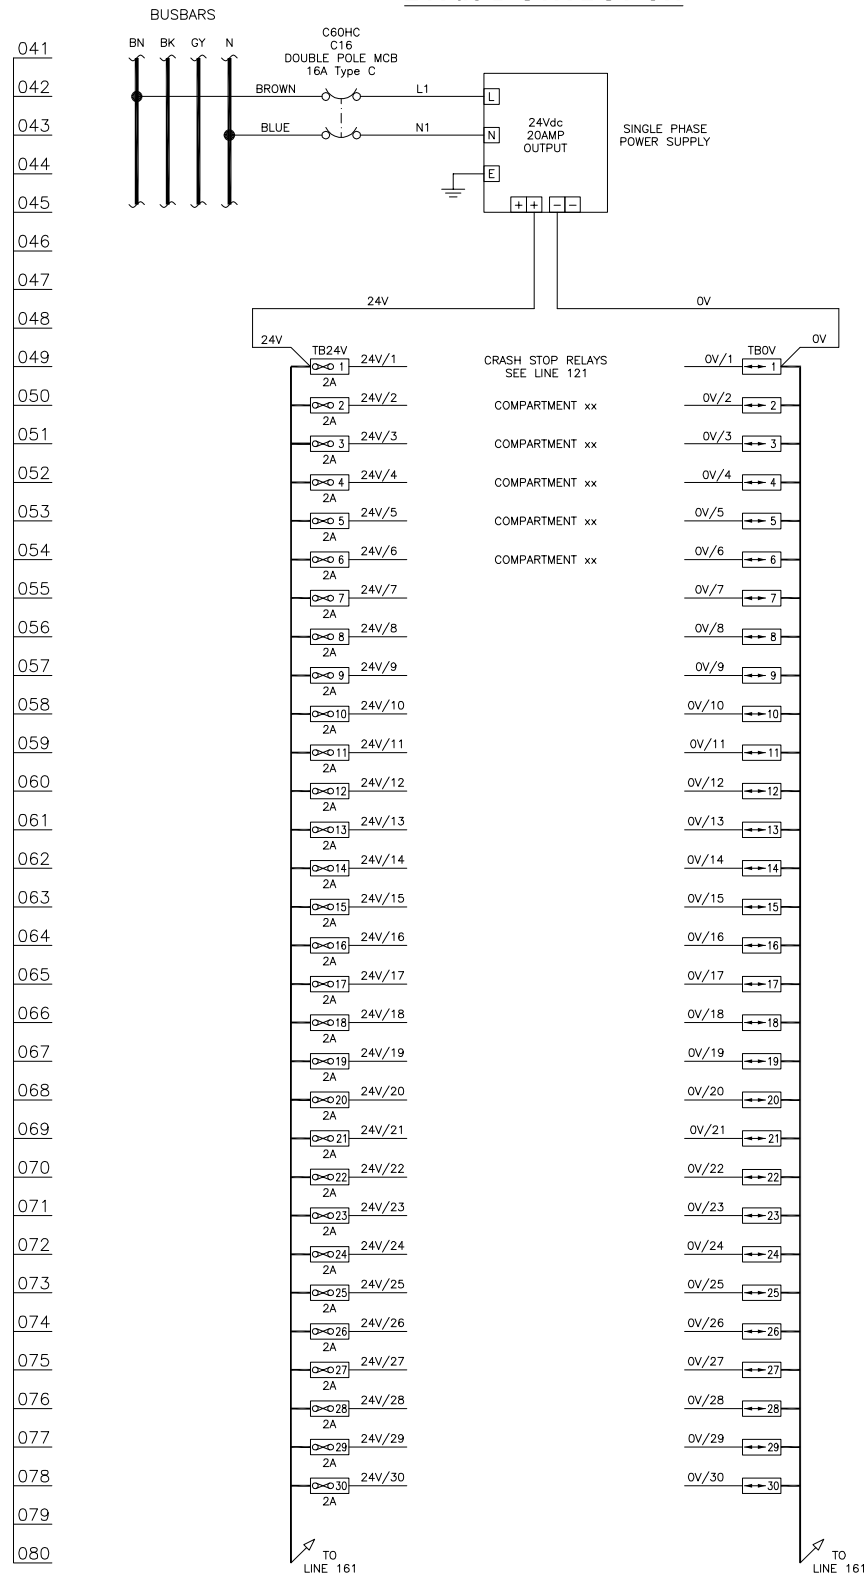 BUSBARS
BN BK GY N
C60HC
C16
DOUBLE POLE MCB
16A Type C
041
042 BROWN L1 L
043 BLUE N1 N
24Vdc
20AMP
OUTPUT
SINGLE PHASE
POWER SUPPLY
044 E
045 + + − −
046
047
24V 0V
048
24V 0V
TB24V TB0V
049 1 24V/1 CRASH STOP RELAYS 0V/1 1
2A SEE LINE 121
050 2 24V/2 COMPARTMENT xx 0V/2 2
2A
051 3 24V/3 COMPARTMENT xx 0V/3 3
2A
052 4 24V/4 COMPARTMENT xx 0V/4 4
2A
053 5 24V/5 COMPARTMENT xx 0V/5 5
2A
054 6 24V/6 COMPARTMENT xx 0V/6 6
2A
055 7 24V/7 0V/7 7
2A
056 8 24V/8 0V/8 8
2A
057 9 24V/9 0V/9 9
2A
058 10 24V/10 0V/10 10
2A
059 11 24V/11 0V/11 11
2A
060 12 24V/12 0V/12 12
2A
061 13 24V/13 0V/13 13
2A
062 14 24V/14 0V/14 14
2A
063 15 24V/15 0V/15 15
2A
064 16 24V/16 0V/16 16
2A
065 17 24V/17 0V/17 17
2A
066 18 24V/18 0V/18 18
2A
067 19 24V/19 0V/19 19
2A
068 20 24V/20 0V/20 20
2A
069 21 24V/21 0V/21 21
2A
070 22 24V/22 0V/22 22
2A
071 23 24V/23 0V/23 23
2A
072 24 24V/24 0V/24 24
2A
073 25 24V/25 0V/25 25
2A
074 26 24V/26 0V/26 26
2A
075 27 24V/27 0V/27 27
2A
076 28 24V/28 0V/28 28
2A
077 29 24V/29 0V/29 29
2A
078 30 24V/30 0V/30 30
2A
079
080 TO TO
LINE 161 LINE 161